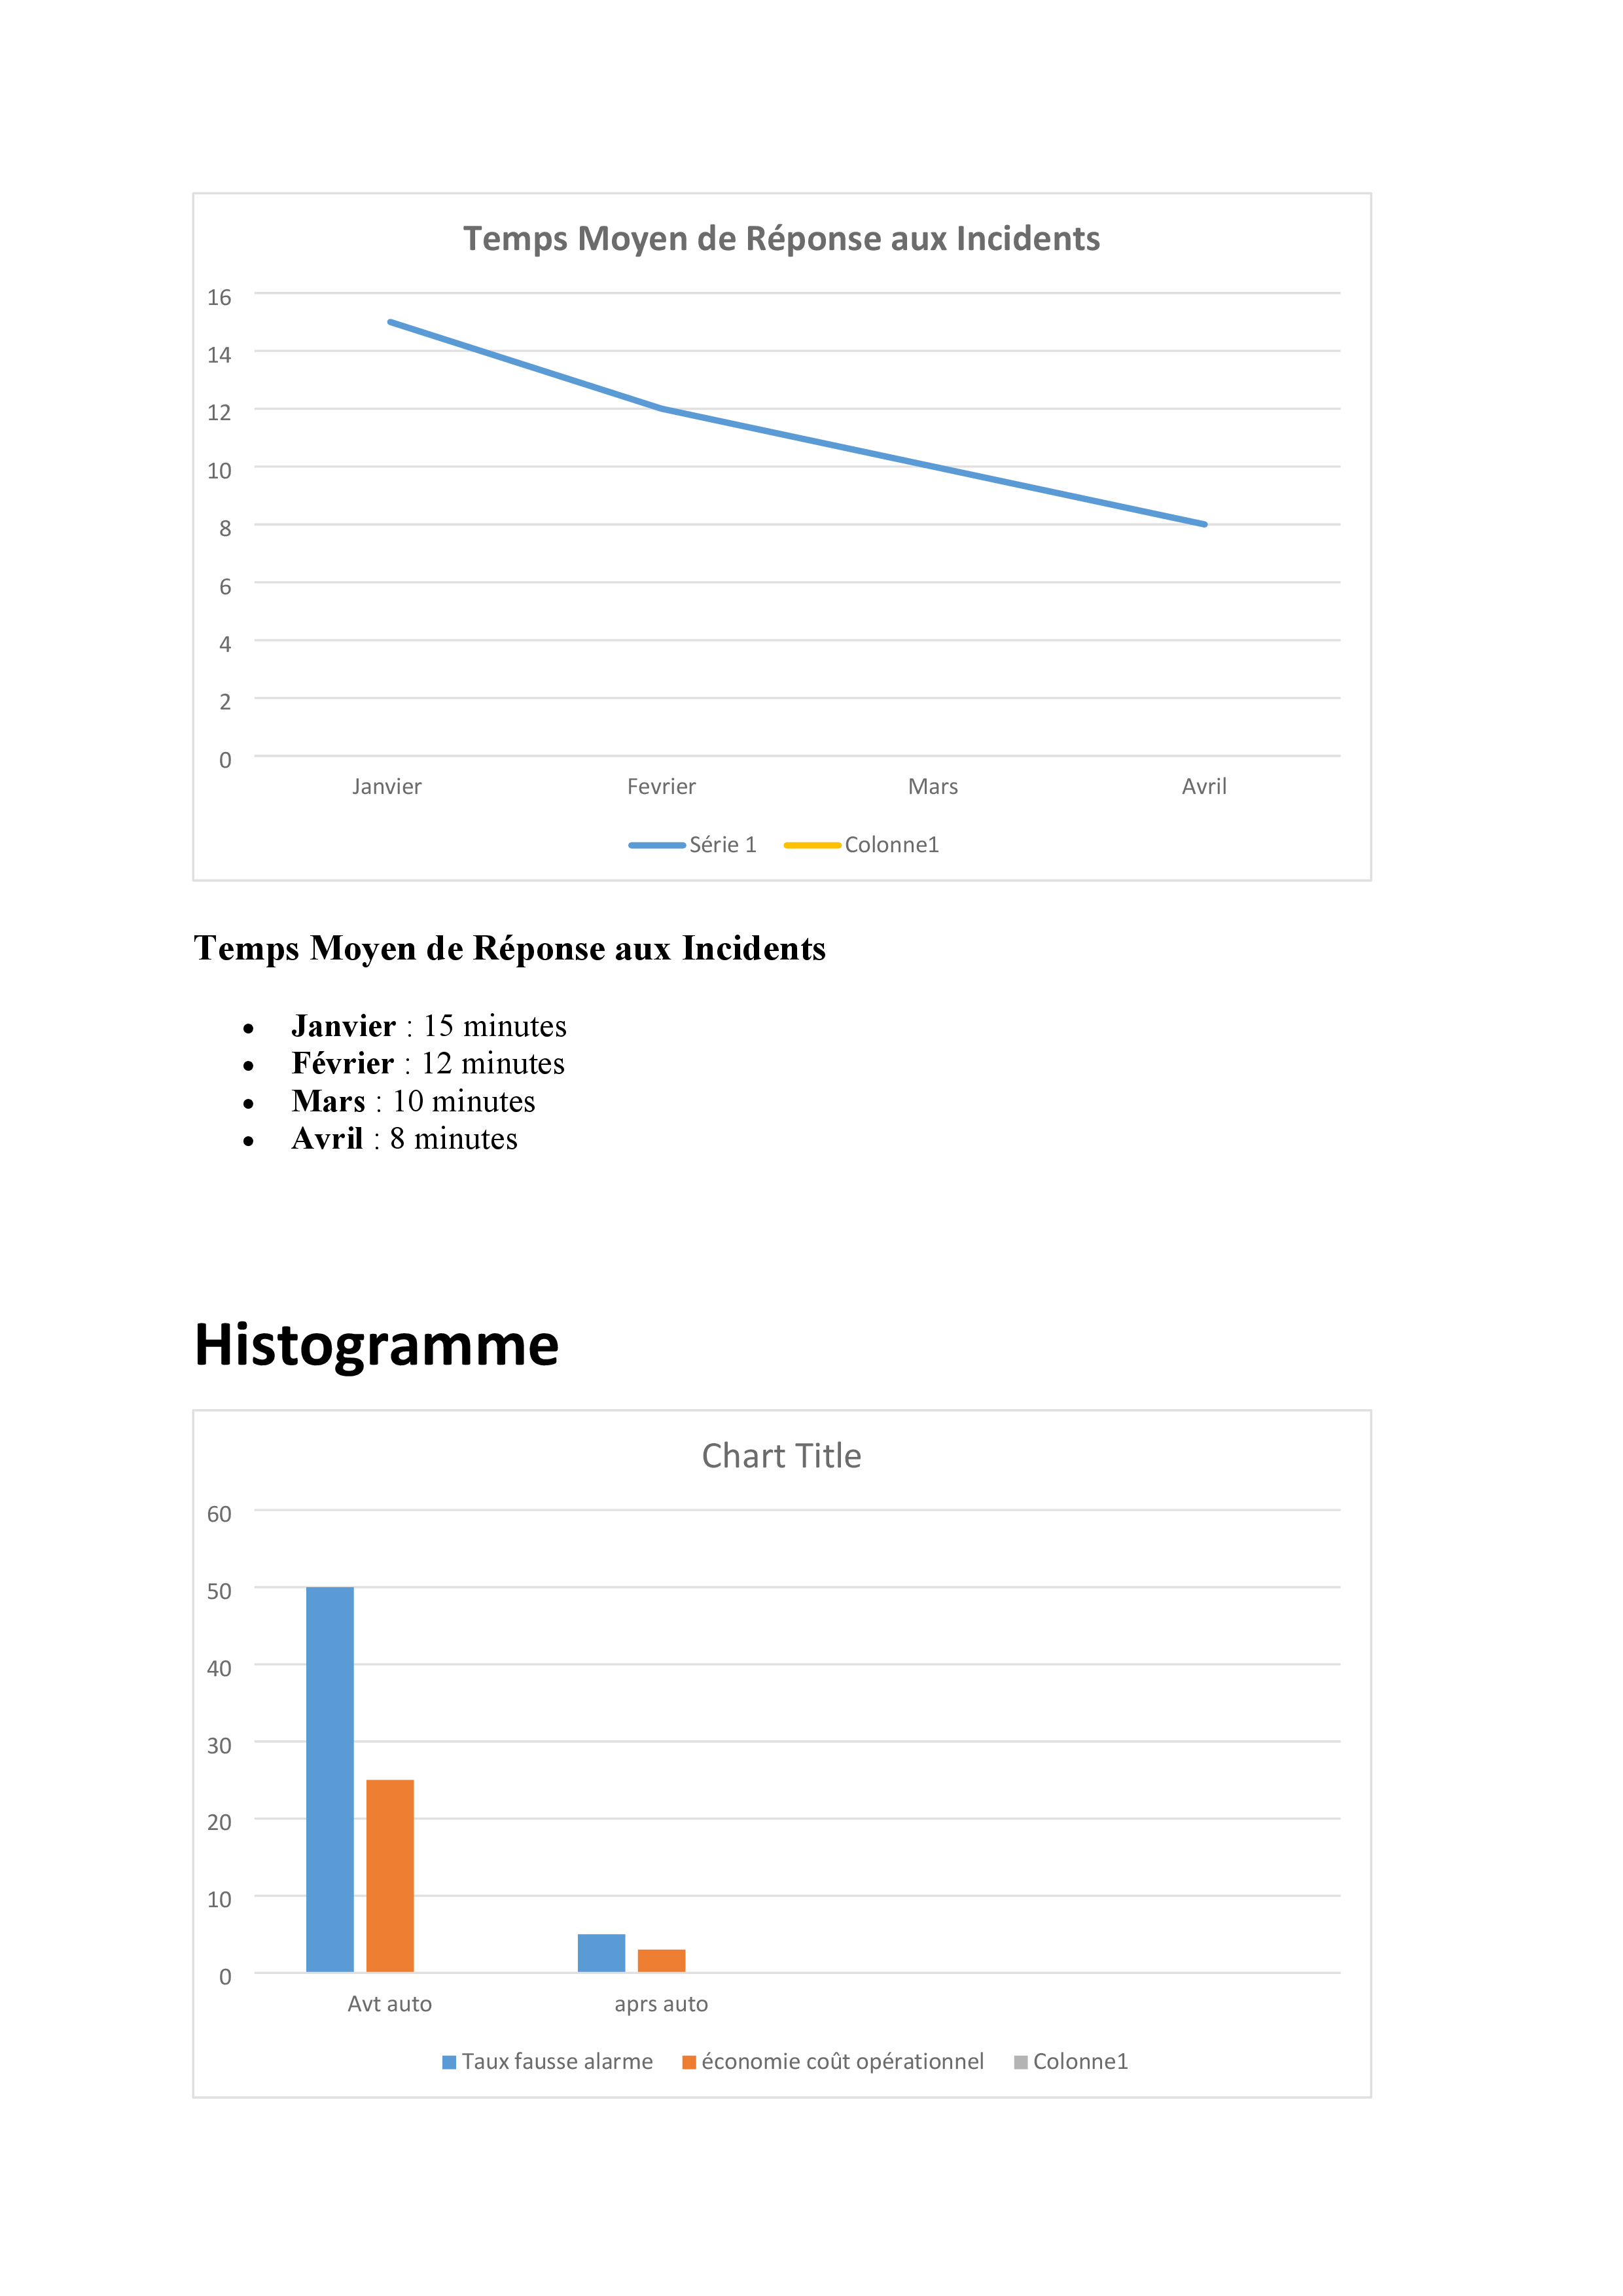 Temps Moyen de Réponse aux Incidents
16
14
12
10
8
6
4
2
0
Janvier Fevrier Mars Avril
Série 1 Colonne1
Temps Moyen de Réponse aux Incidents
• Janvier : 15 minutes
• Février : 12 minutes
• Mars : 10 minutes
• Avril : 8 minutes
Histogramme
Chart Title
60
50
40
30
20
10
0
Avt auto aprs auto
Taux fausse alarme économie coût opérationnel Colonne1